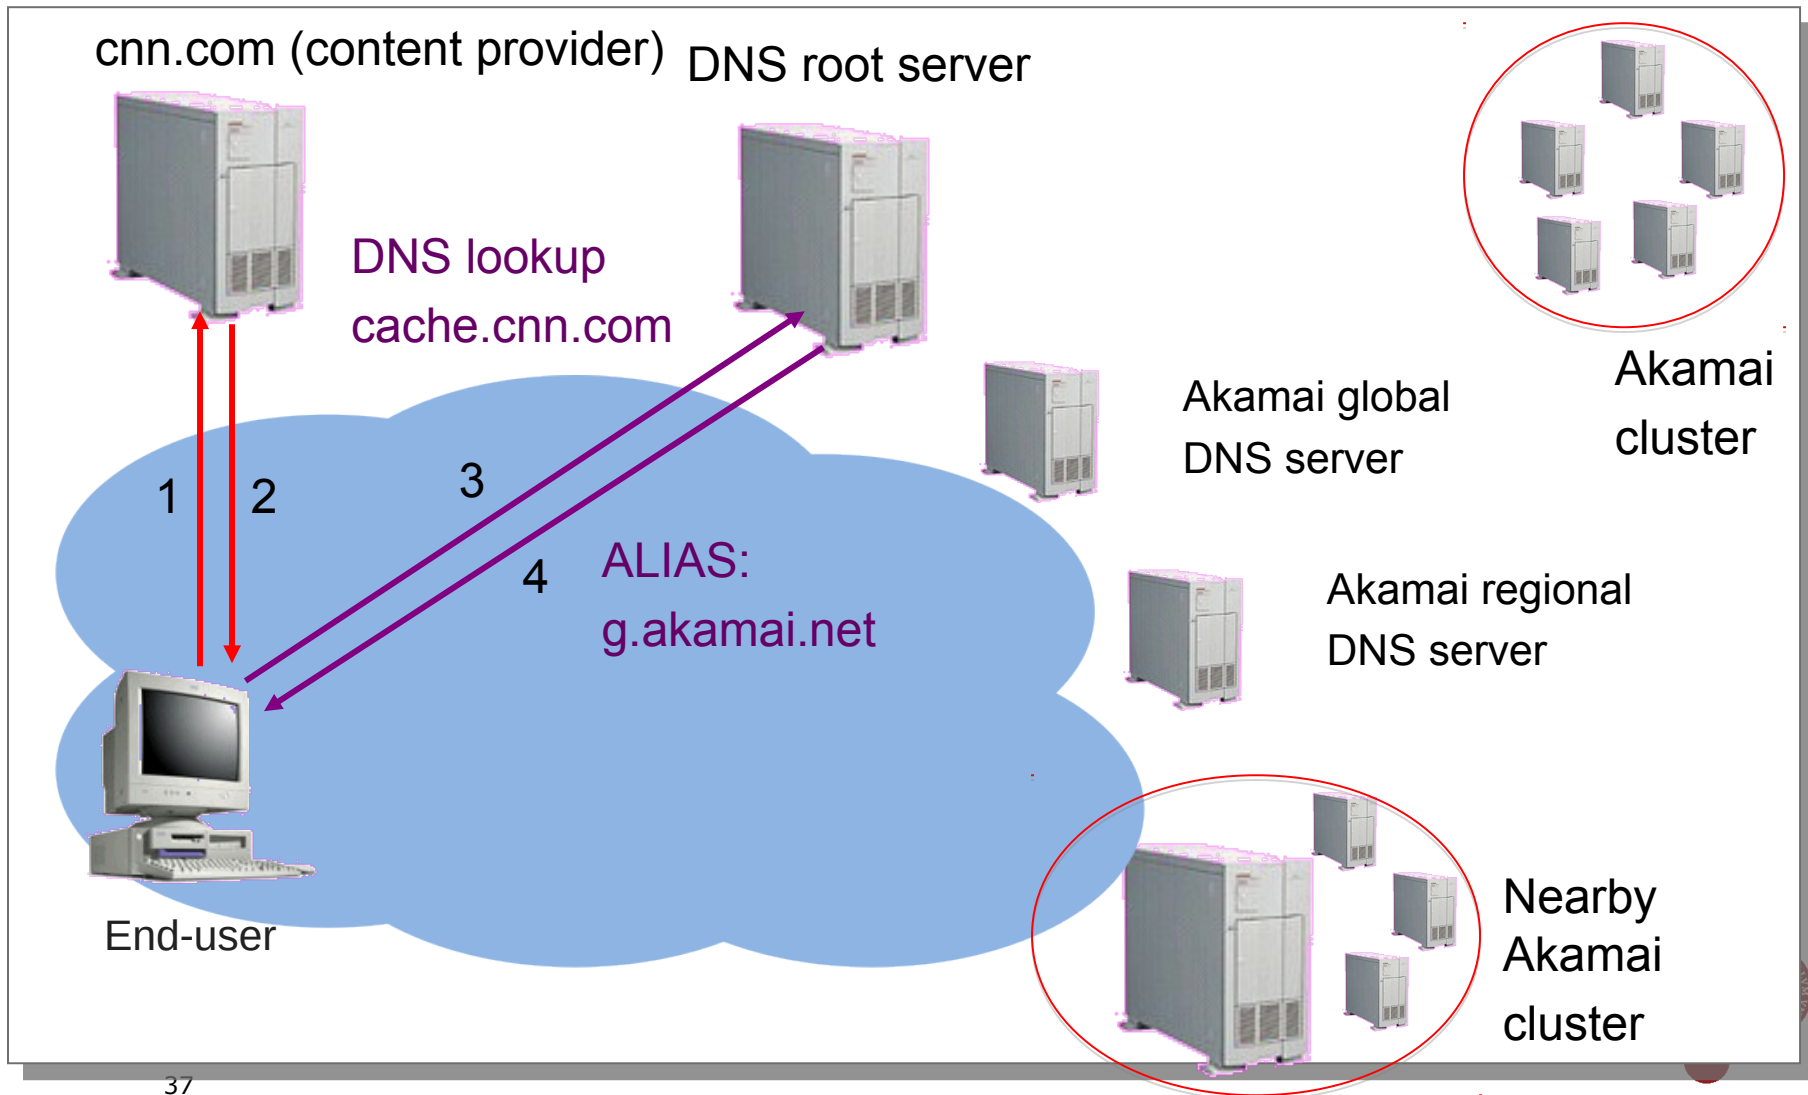 cnn.com (content provider)
DNS root server
DNS lookup
cache.cnn.com
Akamai
cluster
Akamai global
DNS server
1
2
3
4
ALIAS:
g.akamai.net
Akamai regional
DNS server
End-user
Nearby
Akamai
cluster
37